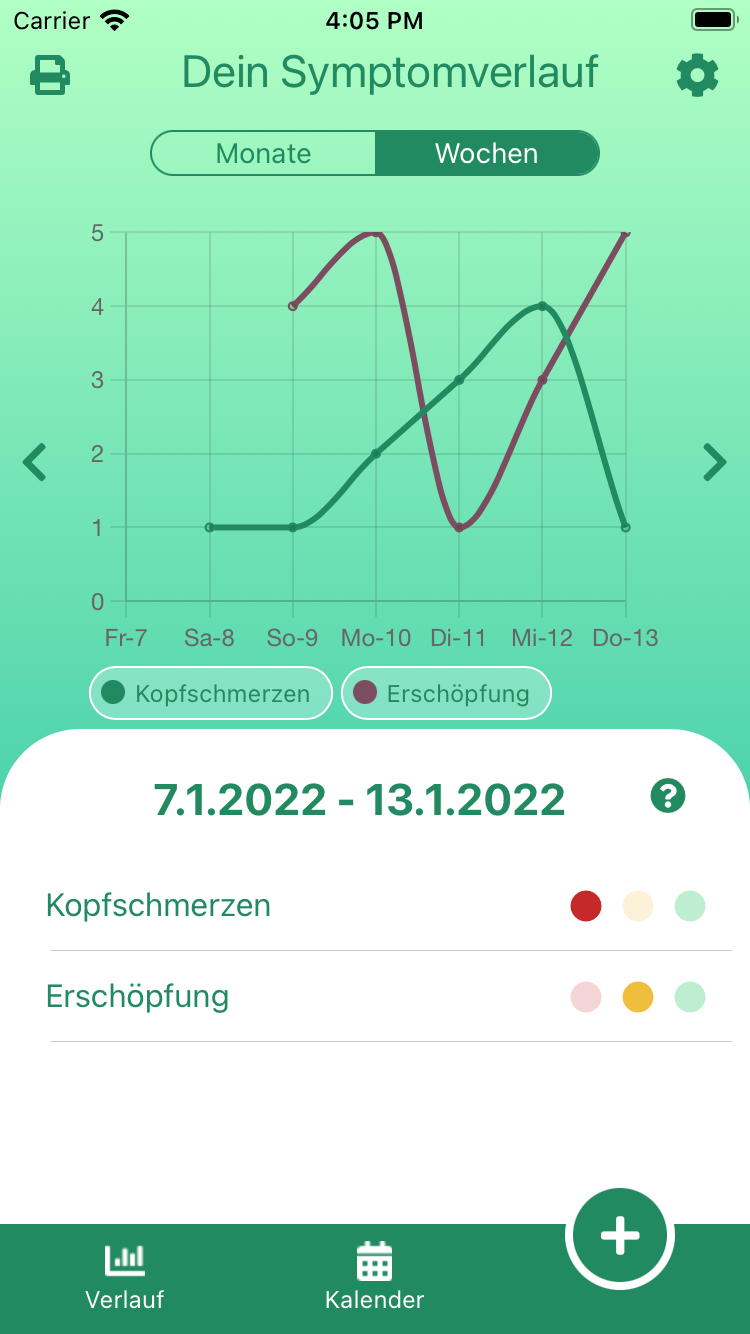 Carrier 4:05 PM
Dein Symptomverlauf
Monate Wochen
5
4
3
2
1
0
Fr-7 Sa-8 So-9 Mo-10 Di-11 Mi-12 Do-13
Kopfschmerzen Erschöpfung
7.1.2022 - 13.1.2022 ?
Kopfschmerzen
Erschöpfung
Verlauf Kalender